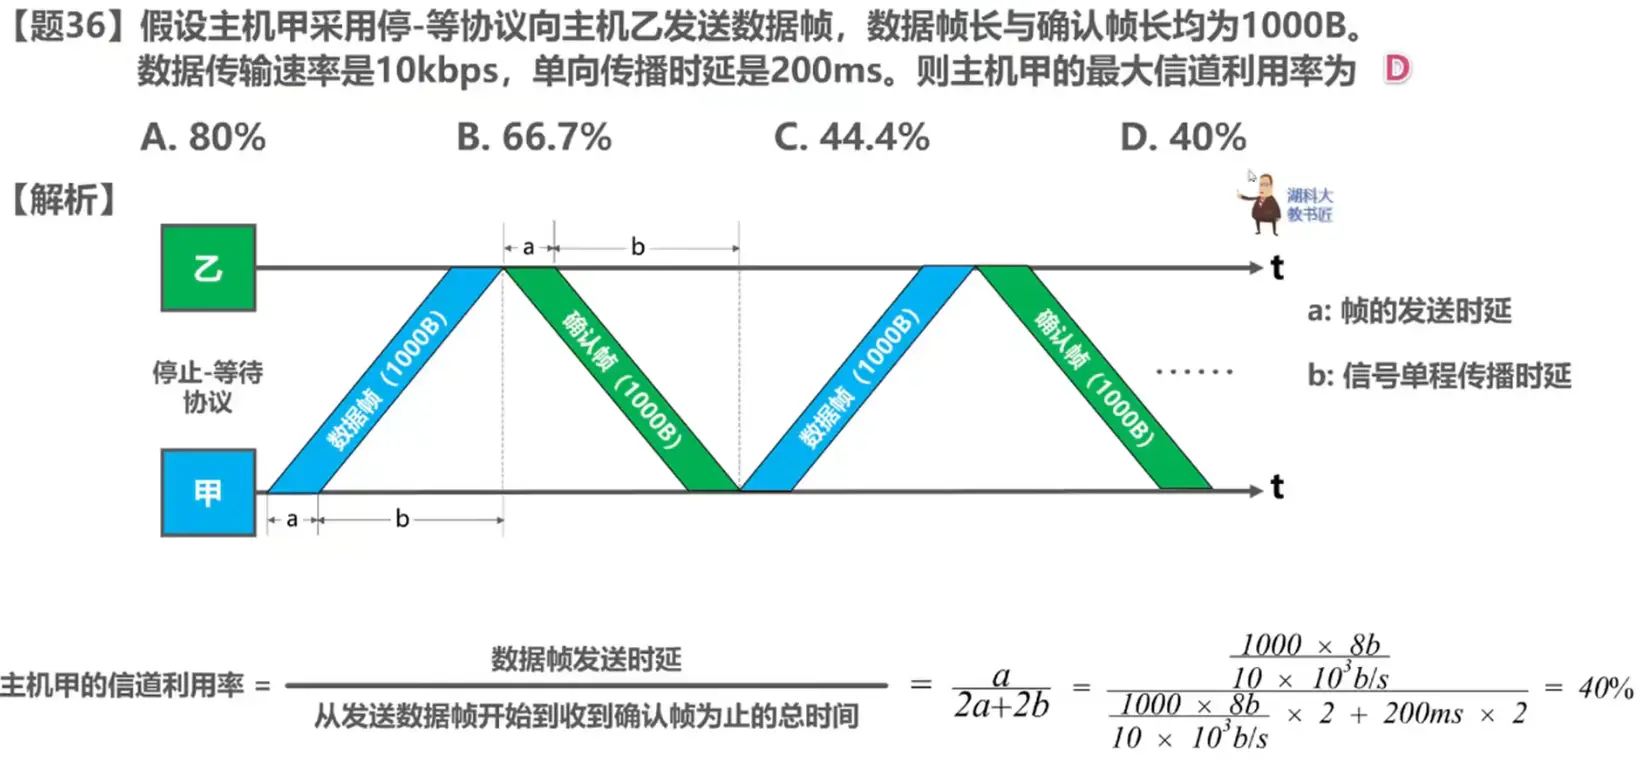 【题36】假设主机甲采用停-等协议向主机乙发送数据帧，数据帧长与确认帧长均为1000B。
数据传输速率是10kbps，单向传播时延是200ms。则主机甲的最大信道利用率为 D
A. 80% B. 66.7% C. 44.4% D. 40%
【解析】
湖科大
教书匠
a b
乙
t
数据帧（1000B）
确认帧（1000B）
数据帧（1000B）
确认帧（1000B）
a: 帧的发送时延
停止-等待
协议
......
b: 信号单程传播时延
甲
t
a b
主机甲的信道利用率 = 数据帧发送时延
从发送数据帧开始到收到确认帧为止的总时间
= a
2a+2b
= 1000 × 8b
10 × 10³b/s
1000 × 8b
10 × 10³b/s
× 2 + 200ms × 2
= 40%